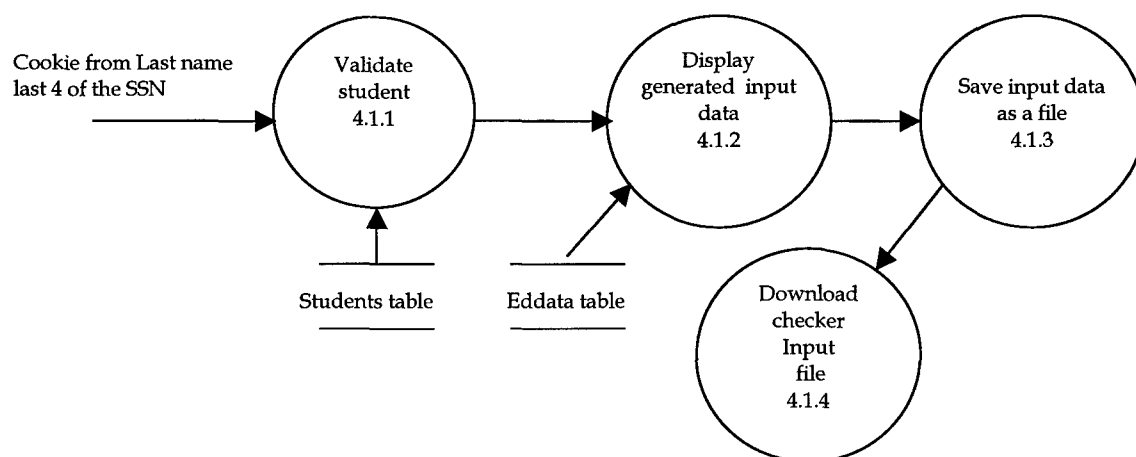 Cookie from Last name
last 4 of the SSN
Validate
student
4.1.1
Display
generated input
data
4.1.2
Save input data
as a file
4.1.3
Students table
Eddata table
Download
checker
Input
file
4.1.4